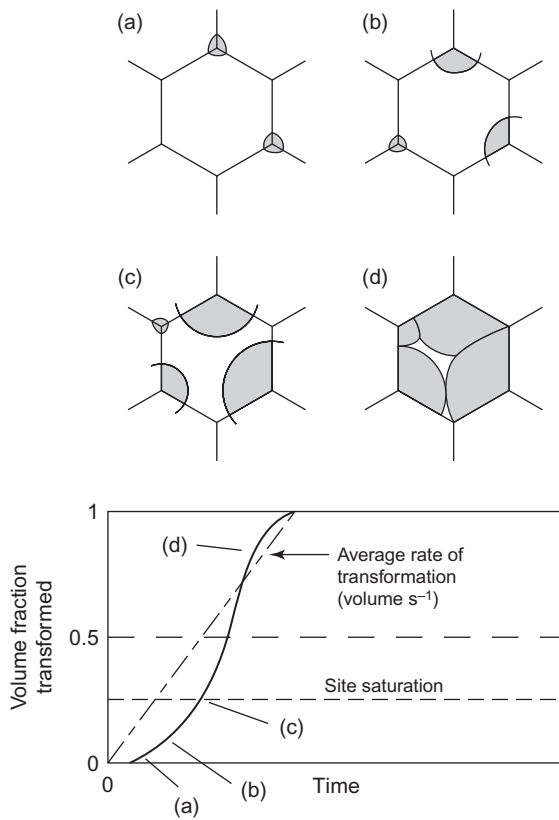 (a)
(b)
(c)
(d)
1
(d)
Average rate of
transformation
(volume s⁻¹)
Volume fraction
transformed
0.5
Site saturation
(c)
0
0
(a)
(b)
Time